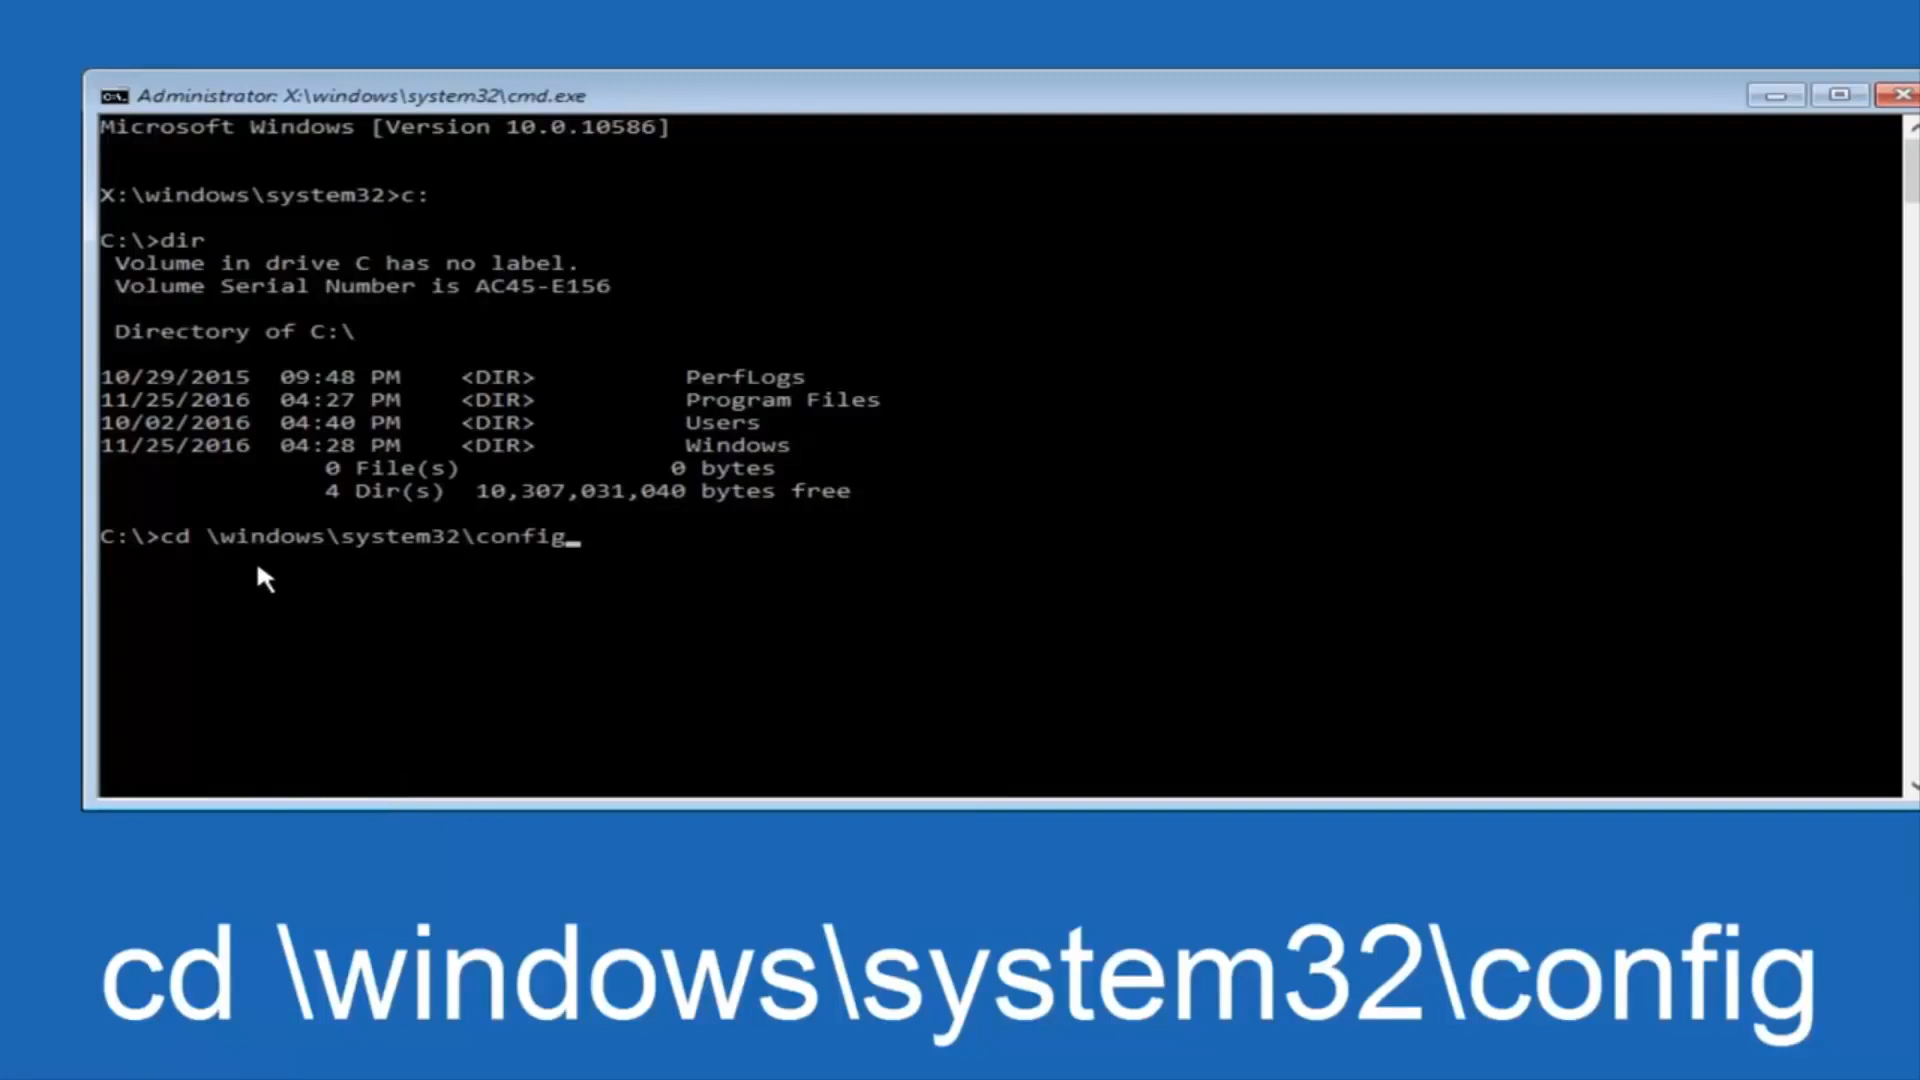 Administrator: X:\windows\system32\cmd.exe
Microsoft Windows [Version 10.0.10586]
X:\windows\system32>c:
C:\>dir
Volume in drive C has no label.
Volume Serial Number is AC45-E156
Directory of C:\
10/29/2015 09:48 PM <DIR> PerfLogs
11/25/2016 04:27 PM <DIR> Program Files
10/02/2016 04:40 PM <DIR> Users
11/25/2016 04:28 PM <DIR> Windows
0 File(s) 0 bytes
4 Dir(s) 10,307,031,040 bytes free
C:\>cd \windows\system32\config_
cd \windows\system32\config